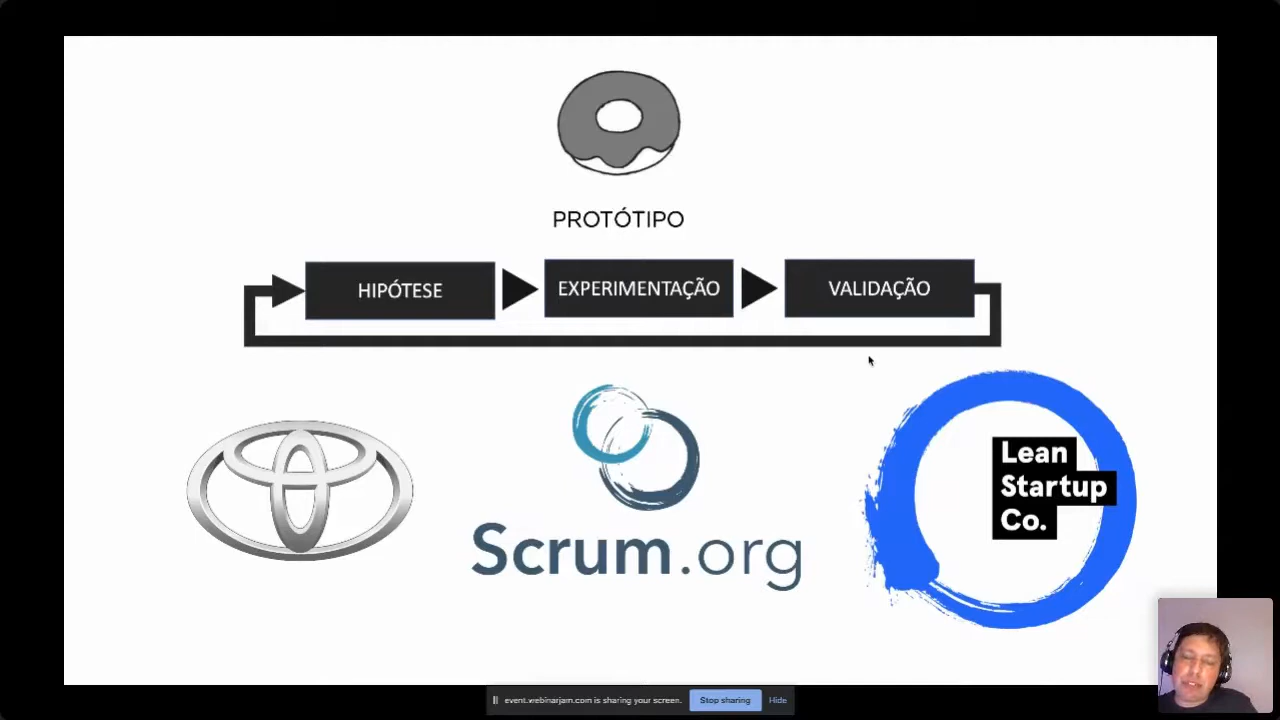 PROTÓTIPO
HIPÓTESE
EXPERIMENTAÇÃO
VALIDAÇÃO
Scrum.org
Lean
Startup
Co.
event.webinarjam.com is sharing your screen.
Stop sharing
Hide